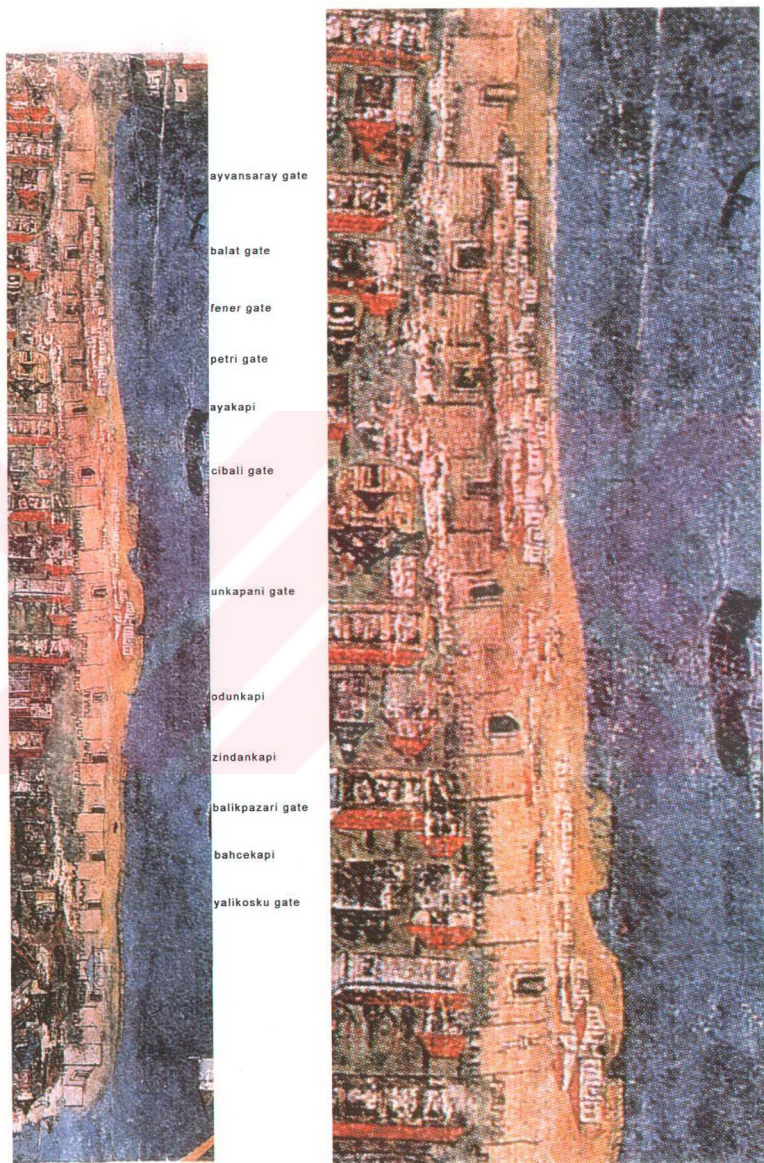 ayvansaray gate
balat gate
fener gate
petri gate
ayakapi
cibali gate
unkapani gate
odunkapi
zindankapi
balikpazari gate
bahcekapi
yalikosku gate